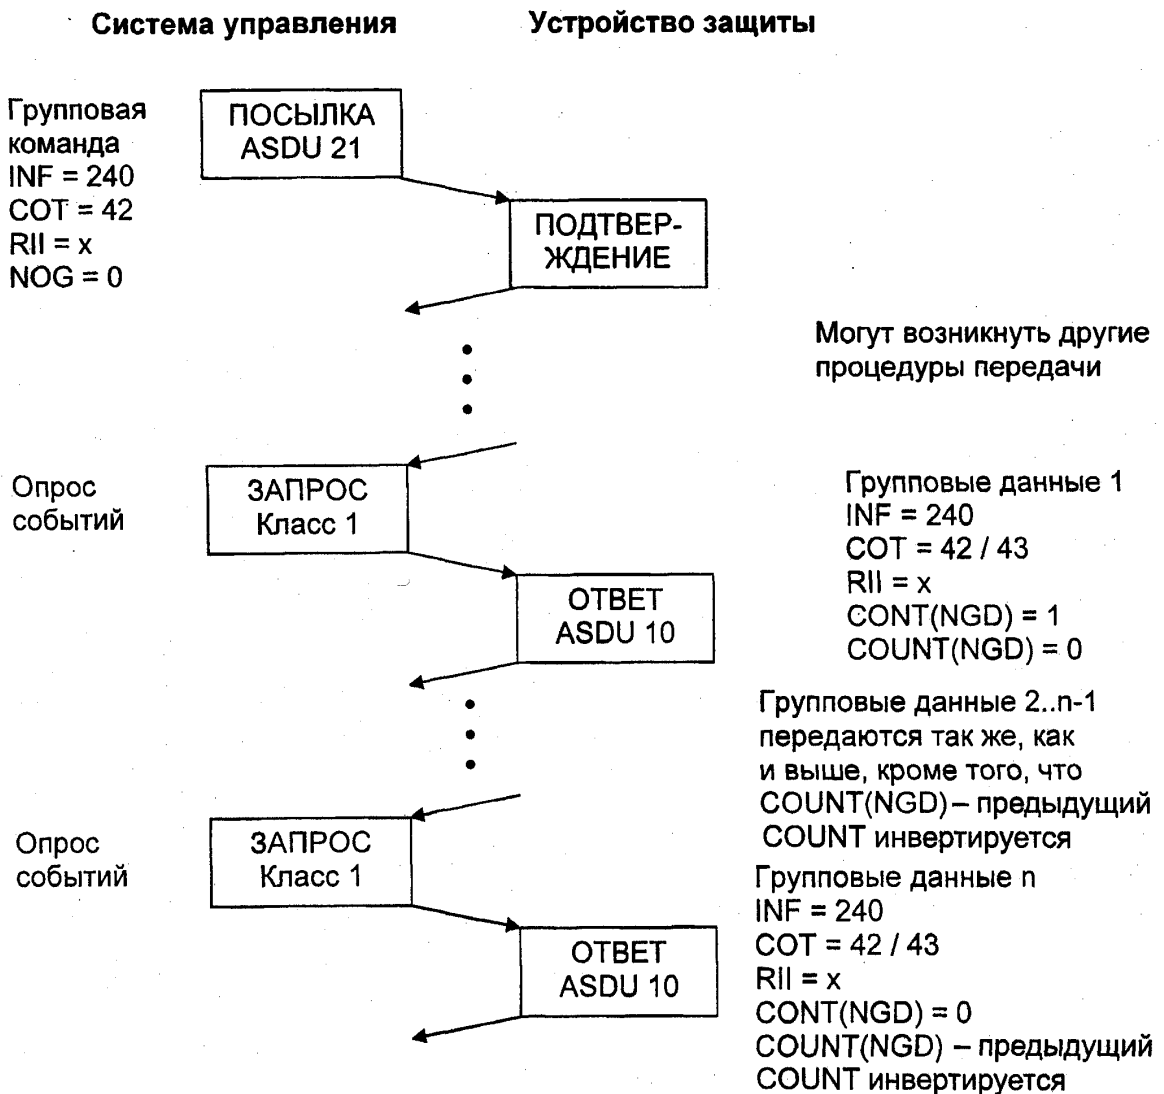 Система управления
Устройство защиты
Групповая
команда
INF = 240
COT = 42
RII = x
NOG = 0
ПОСЫЛКА
ASDU 21
ПОДТВЕР-
ЖДЕНИЕ
Могут возникнуть другие
процедуры передачи
Опрос
событий
ЗАПРОС
Класс 1
ОТВЕТ
ASDU 10
Групповые данные 1
INF = 240
COT = 42 / 43
RII = x
CONT(NGD) = 1
COUNT(NGD) = 0
Групповые данные 2..n-1
передаются так же, как
и выше, кроме того, что
COUNT(NGD) – предыдущий
COUNT инвертируется
Опрос
событий
ЗАПРОС
Класс 1
ОТВЕТ
ASDU 10
Групповые данные n
INF = 240
COT = 42 / 43
RII = x
CONT(NGD) = 0
COUNT(NGD) – предыдущий
COUNT инвертируется